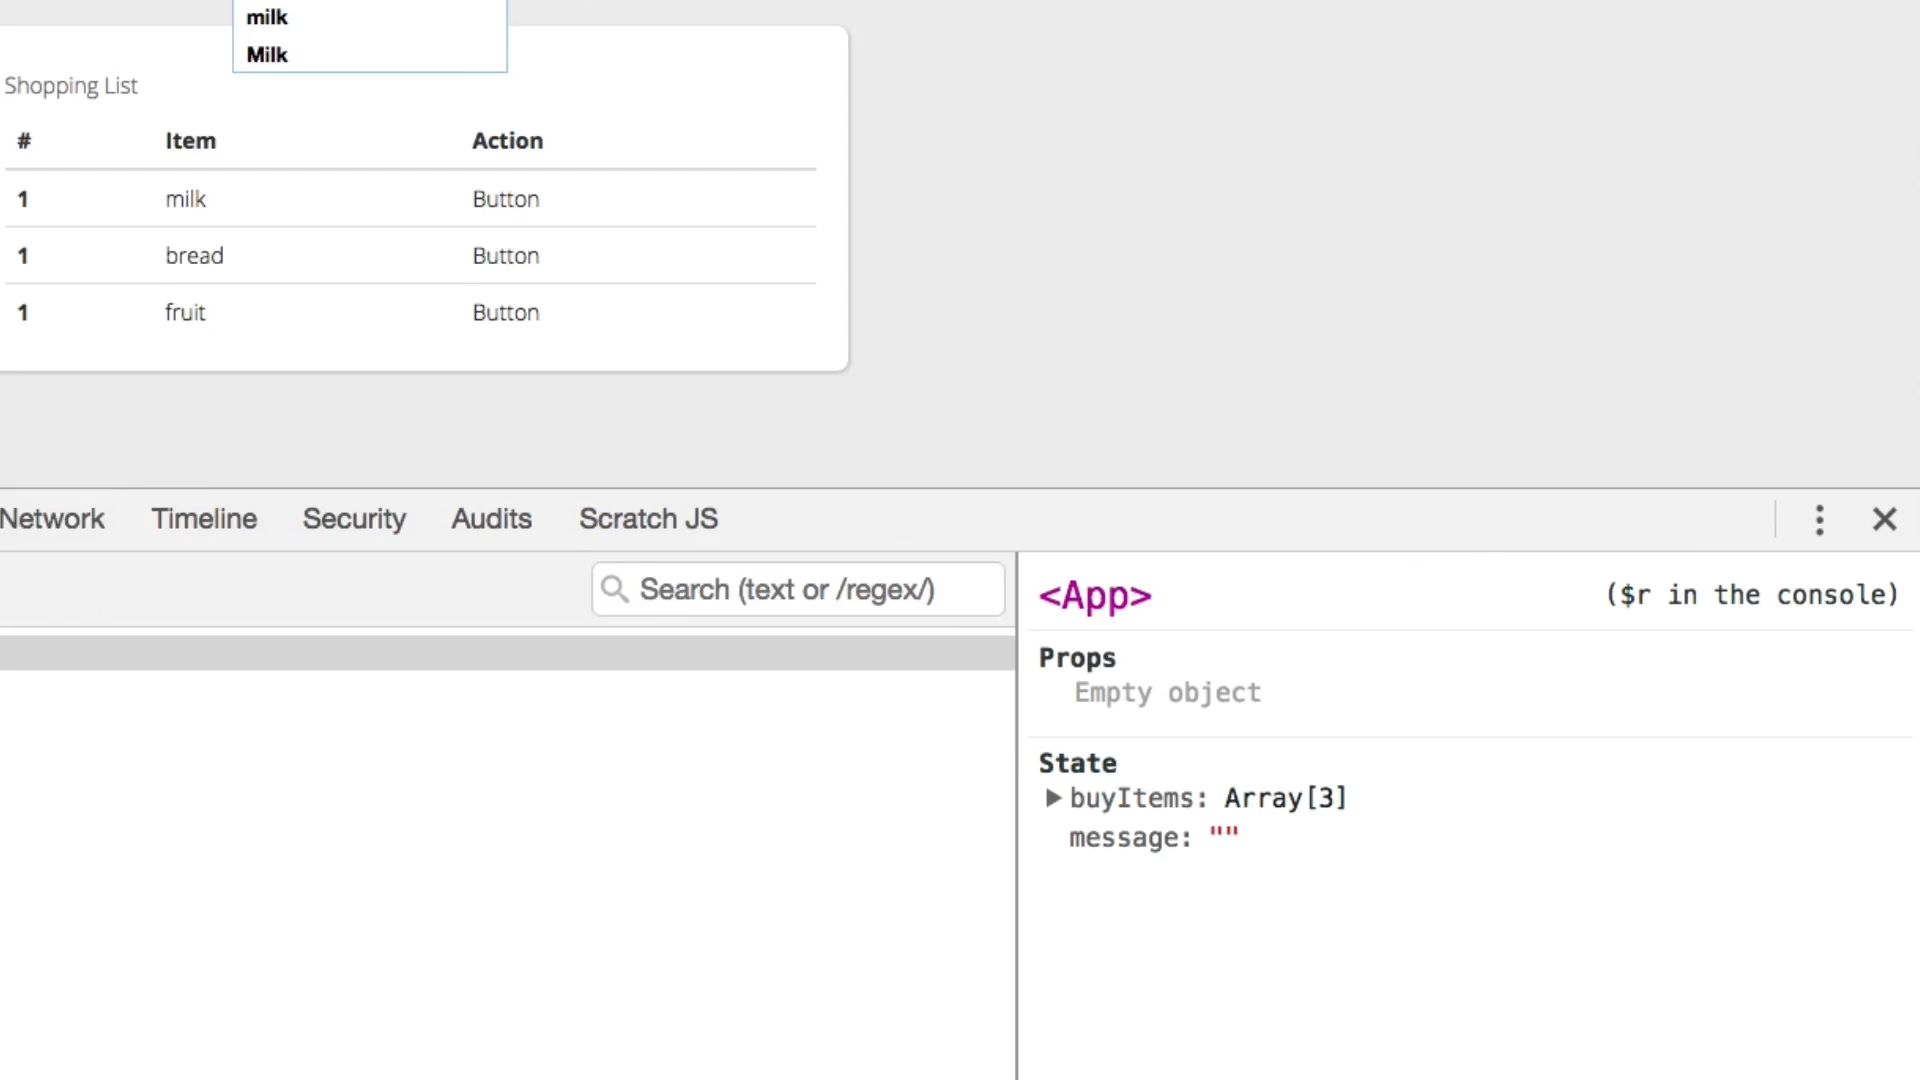 milk
Milk
Shopping List
# Item Action
1 milk Button
1 bread Button
1 fruit Button
Network Timeline Security Audits Scratch JS
Search (text or /regex/)
<App> ($r in the console)
Props
Empty object
State
buyItems: Array[3]
message: ""